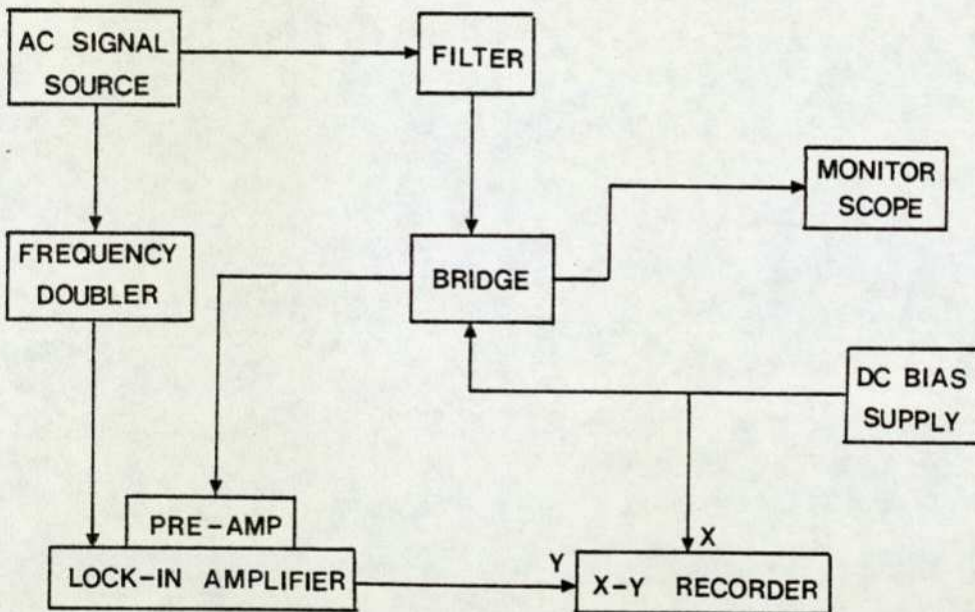 AC SIGNAL
SOURCE
FILTER
MONITOR
SCOPE
FREQUENCY
DOUBLER
BRIDGE
DC BIAS
SUPPLY
PRE-AMP
LOCK-IN AMPLIFIER
Y
X
X-Y RECORDER